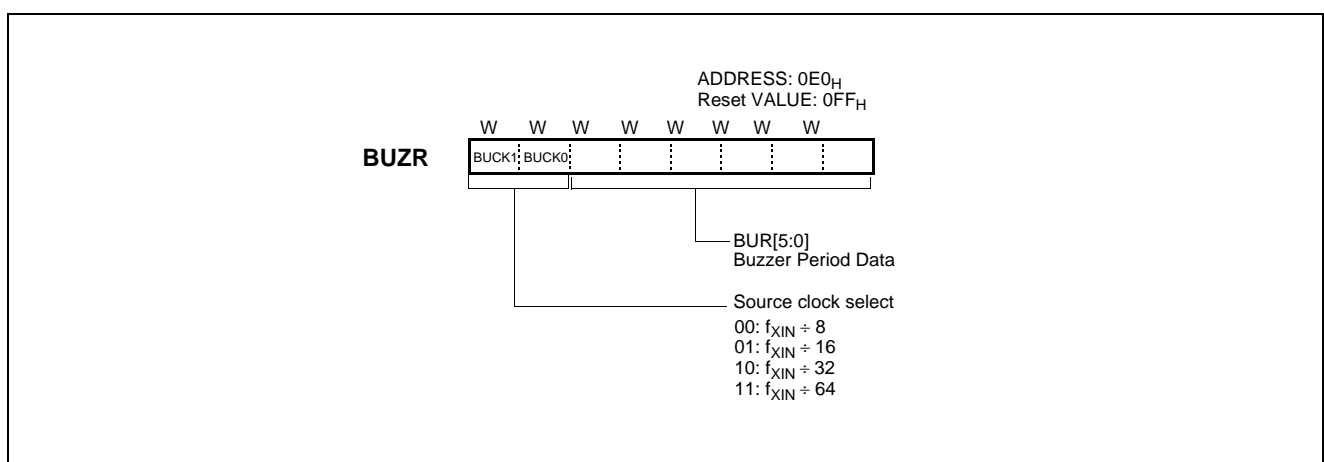 ADDRESS: 0E0H
Reset VALUE: 0FFH
W W W W W W W W
BUZR BUCK1 BUCK0
BUR[5:0]
Buzzer Period Data
Source clock select
00: fXIN ÷ 8
01: fXIN ÷ 16
10: fXIN ÷ 32
11: fXIN ÷ 64